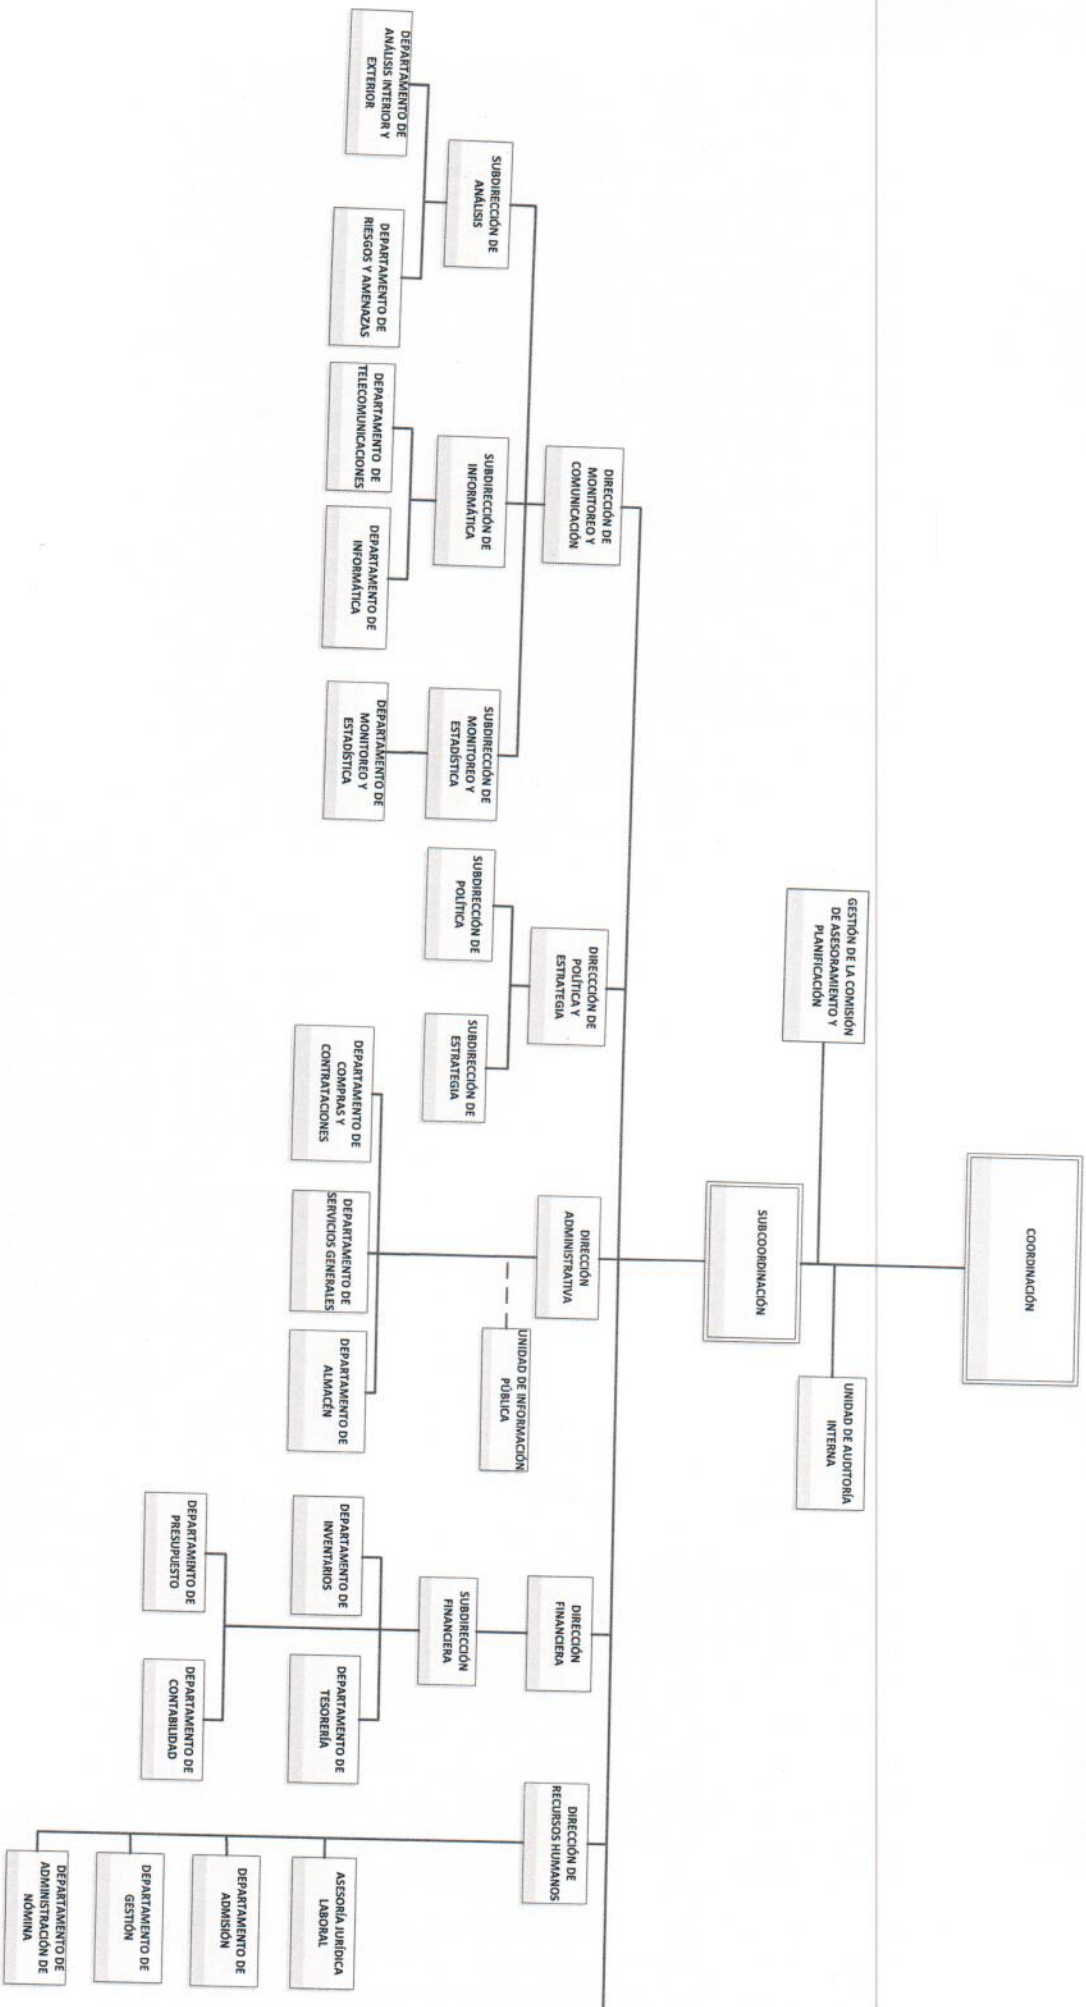 COORDINACIÓN
GESTIÓN DE LA COMISIÓN
DE ASESORAMIENTO Y
PLANIFICACIÓN
UNIDAD DE AUDITORÍA
INTERNA
SUBCOORDINACIÓN
DIRECCIÓN DE
MONITOREO Y
COMUNICACIÓN
DIRECCCIÓN DE
POLÍTICA Y
ESTRATEGIA
DIRECCIÓN
ADMINISTRATIVA
DIRECCIÓN
FINANCIERA
DIRECCIÓN DE
RECURSOS HUMANOS
UNIDAD DE INFORMACIÓN
PÚBLICA
SUBDIRECCIÓN DE
ANÁLISIS
SUBDIRECCIÓN DE
INFORMÁTICA
SUBDIRECCIÓN DE
MONITOREO Y
ESTADÍSTICA
SUBDIRECCIÓN DE
POLÍTICA
SUBDIRECCIÓN DE
ESTRATEGIA
SUBDIRECCIÓN
FINANCIERA
DEPARTAMENTO DE
ANÁLISIS INTERIOR Y
EXTERIOR
DEPARTAMENTO DE
RIESGOS Y AMENAZAS
DEPARTAMENTO DE
TELECOMUNICACIONES
DEPARTAMENTO DE
INFORMÁTICA
DEPARTAMENTO DE
MONITOREO Y
ESTADÍSTICA
DEPARTAMENTO DE
COMPRAS Y
CONTRATACIONES
DEPARTAMENTO DE
SERVICIOS GENERALES
DEPARTAMENTO DE
ALMACÉN
DEPARTAMENTO DE
INVENTARIOS
DEPARTAMENTO DE
TESORERÍA
DEPARTAMENTO DE
PRESUPUESTO
DEPARTAMENTO DE
CONTABILIDAD
ASESORÍA JURÍDICA
LABORAL
DEPARTAMENTO DE
ADMISIÓN
DEPARTAMENTO DE
GESTIÓN
DEPARTAMENTO DE
ADMINISTRACIÓN DE
NÓMINA